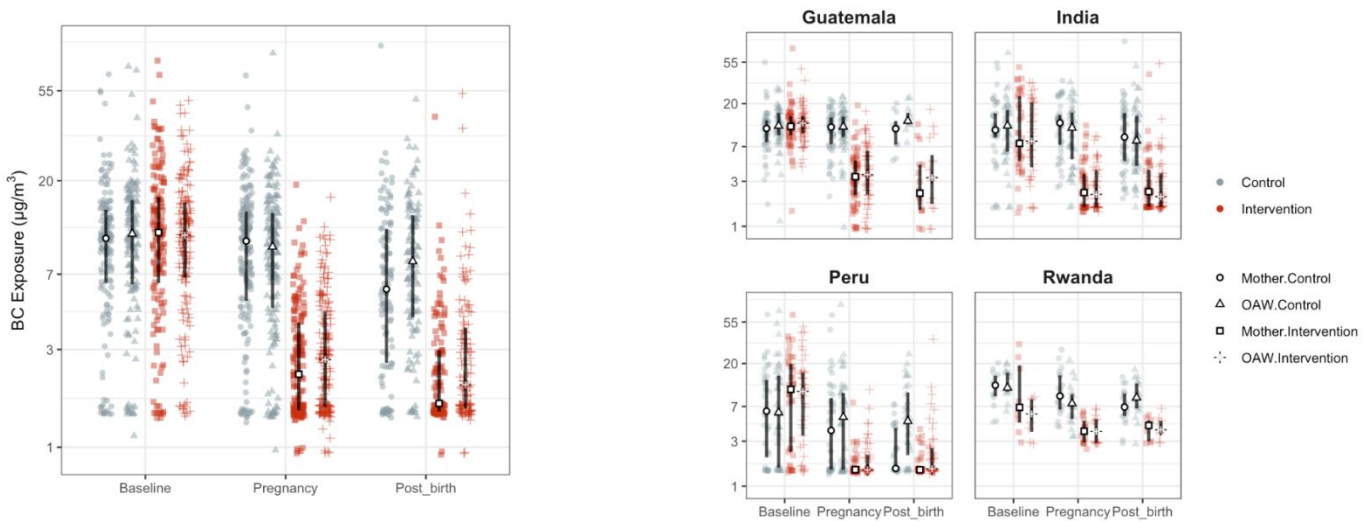 BC Exposure (µg/m³)
55
20
7
3
1
Baseline
Pregnancy
Post_birth
Guatemala
India
55
20
7
3
1
Peru
Rwanda
55
20
7
3
1
Baseline Pregnancy Post_birth
Baseline Pregnancy Post_birth
Control
Intervention
Mother.Control
OAW.Control
Mother.Intervention
OAW.Intervention